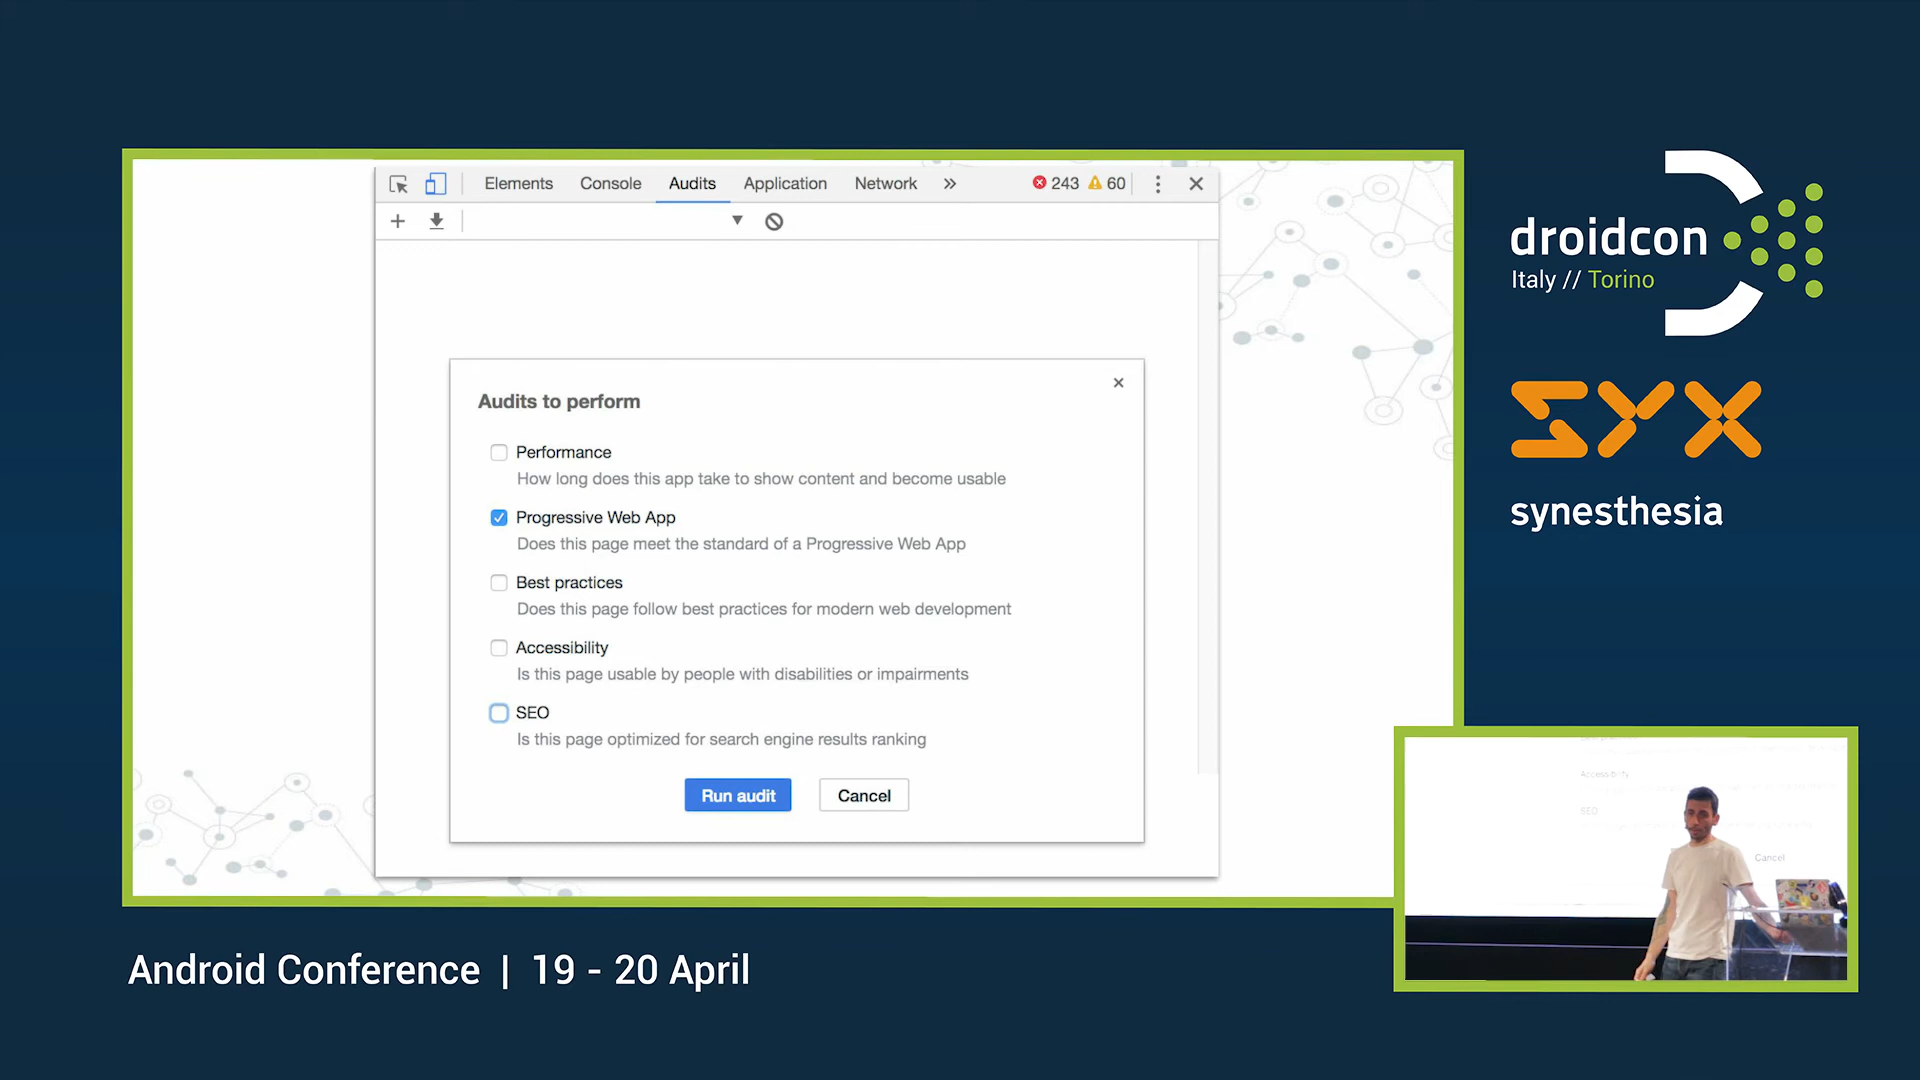 Elements Console Audits Application Network » 243 60
Audits to perform
Performance
How long does this app take to show content and become usable
Progressive Web App
Does this page meet the standard of a Progressive Web App
Best practices
Does this page follow best practices for modern web development
Accessibility
Is this page usable by people with disabilities or impairments
SEO
Is this page optimized for search engine results ranking
Run audit Cancel
droidcon
Italy // Torino
SYX
synesthesia
Accessibility
SEO
Cancel
Android Conference | 19 - 20 April